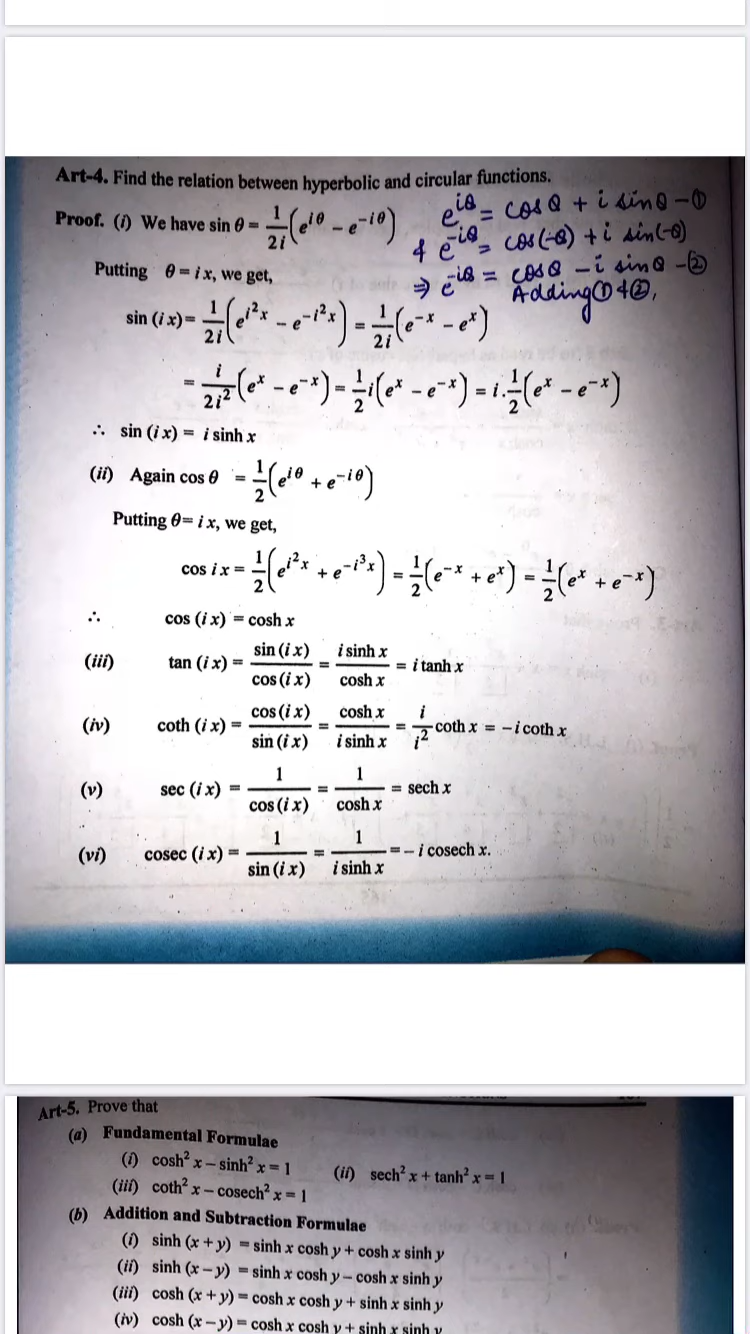 Art-4. Find the relation between hyperbolic and circular functions.
Proof. (i) We have sin θ = 1/2i (e^{iθ} − e^{−iθ})
e^{iθ} = cos θ + i sin θ −①
& e^{−iθ} = cos(−θ) + i sin(−θ)
⇒ e^{−iθ} = cos θ − i sin θ −②
Adding ① & ②,
Putting θ = i x, we get,
sin (i x) = 1/2i (e^{i²x} − e^{−i²x}) = 1/2i (e^{−x} − e^{x})
= i/2i² (e^{x} − e^{−x}) = 1/2 i(e^{x} − e^{−x}) = i.1/2 (e^{x} − e^{−x})
∴ sin (i x) = i sinh x
(ii) Again cos θ = 1/2 (e^{iθ} + e^{−iθ})
Putting θ = i x, we get,
cos i x = 1/2 (e^{i²x} + e^{−i³x}) = 1/2 (e^{−x} + e^{x}) = 1/2 (e^{x} + e^{−x})
∴ cos (i x) = cosh x
(iii) tan (i x) = sin (i x)/cos (i x) = i sinh x/cosh x = i tanh x
(iv) coth (i x) = cos (i x)/sin (i x) = cosh x/i sinh x = i/i² coth x = − i coth x
(v) sec (i x) = 1/cos (i x) = 1/cosh x = sech x
(vi) cosec (i x) = 1/sin (i x) = 1/i sinh x = − i cosech x.
Art-5. Prove that
(a) Fundamental Formulae
(i) cosh² x − sinh² x = 1 (ii) sech² x + tanh² x = 1
(iii) coth² x − cosech² x = 1
(b) Addition and Subtraction Formulae
(i) sinh (x + y) = sinh x cosh y + cosh x sinh y
(ii) sinh (x − y) = sinh x cosh y − cosh x sinh y
(iii) cosh (x + y) = cosh x cosh y + sinh x sinh y
(iv) cosh (x − y) = cosh x cosh y + sinh x sinh y